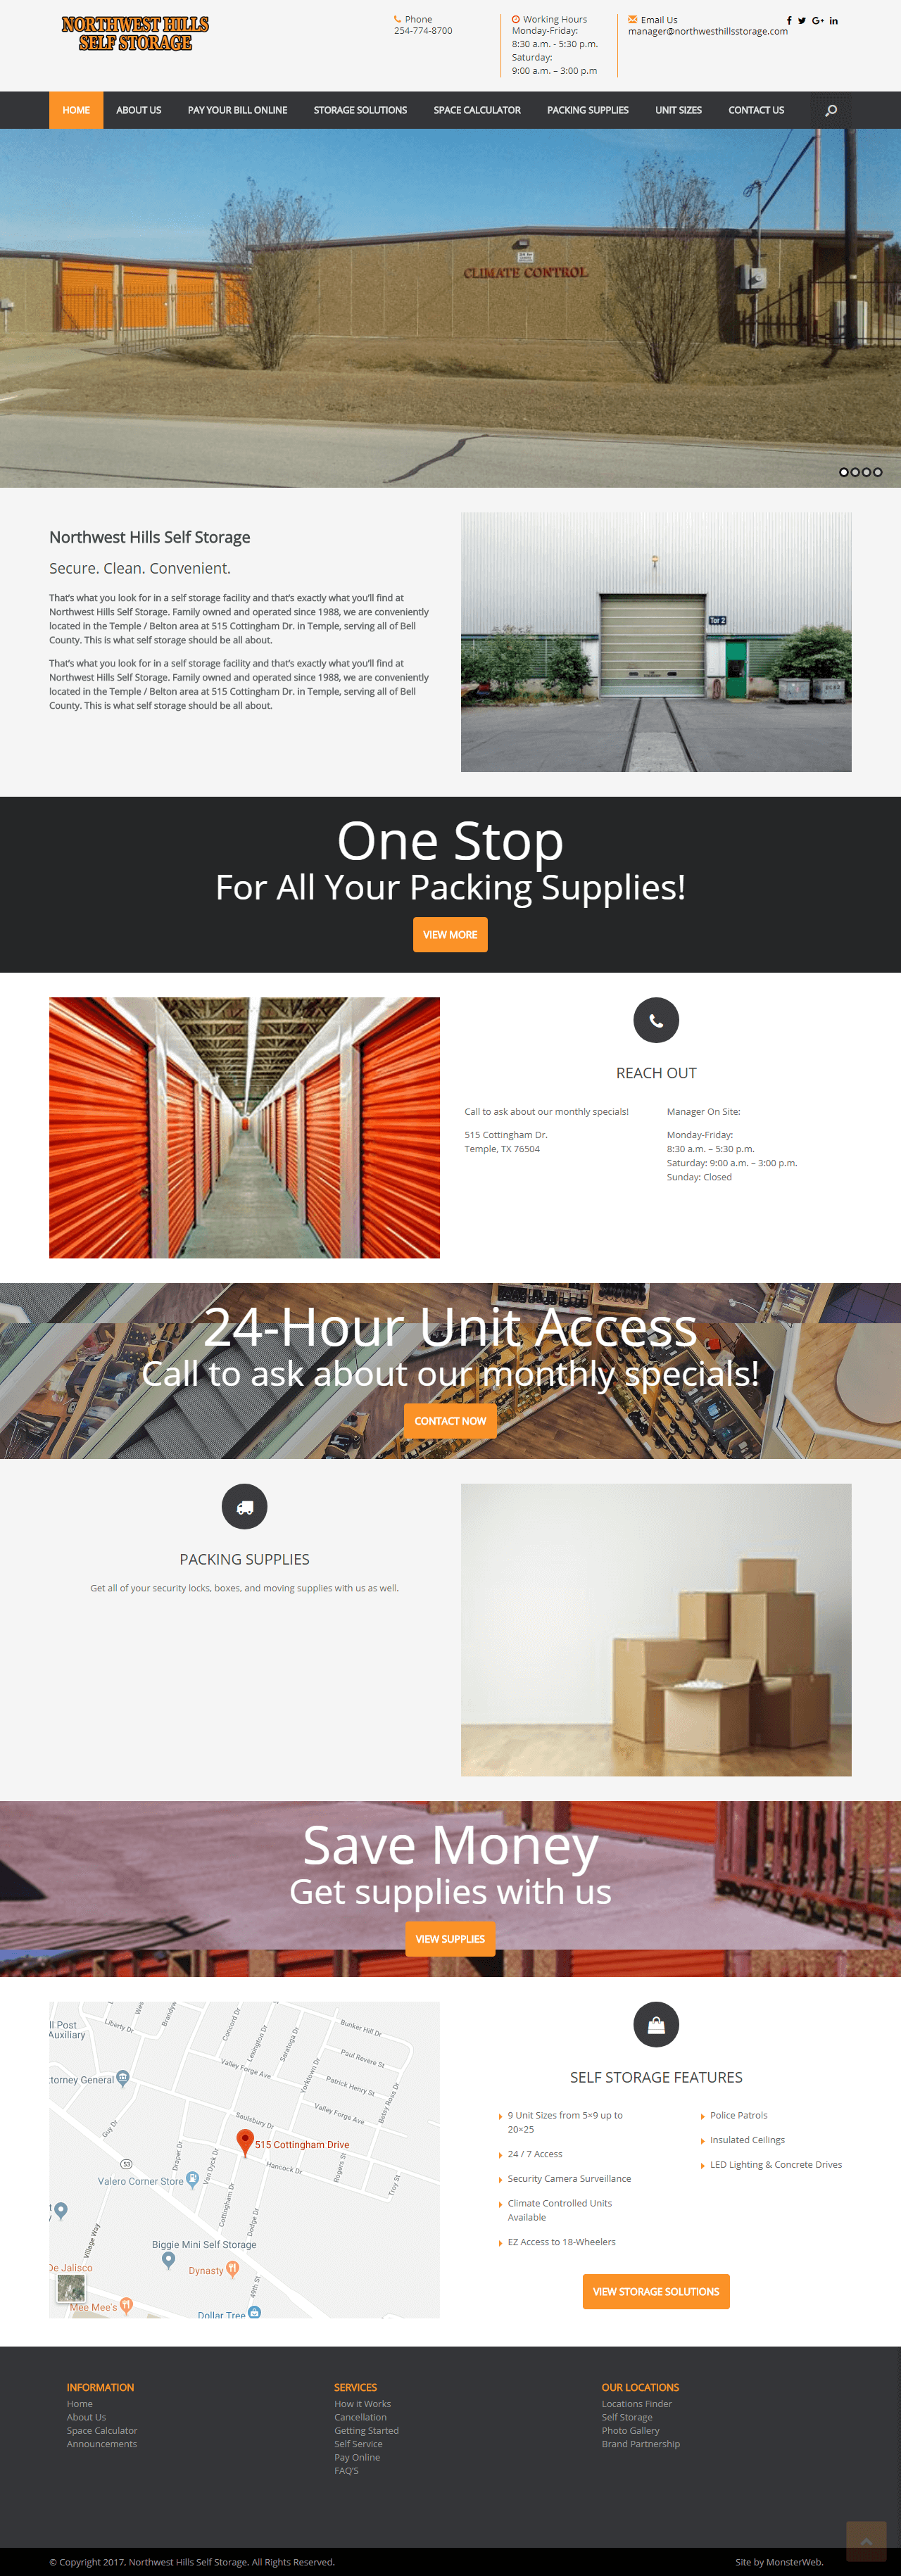 NORTHWEST HILLS
SELF STORAGE
Phone
254-774-8700
Working Hours
Monday-Friday:
8:30 a.m. - 5:30 p.m.
Saturday:
9:00 a.m. – 3:00 p.m
Email Us
manager@northwesthillsstorage.com
HOME ABOUT US PAY YOUR BILL ONLINE STORAGE SOLUTIONS SPACE CALCULATOR PACKING SUPPLIES UNIT SIZES CONTACT US
CLIMATE CONTROL
Northwest Hills Self Storage
Secure. Clean. Convenient.
That's what you look for in a self storage facility and that's exactly what you'll find at
Northwest Hills Self Storage. Family owned and operated since 1988, we are conveniently
located in the Temple / Belton area at 515 Cottingham Dr. in Temple, serving all of Bell
County. This is what self storage should be all about.
That's what you look for in a self storage facility and that's exactly what you'll find at
Northwest Hills Self Storage. Family owned and operated since 1988, we are conveniently
located in the Temple / Belton area at 515 Cottingham Dr. in Temple, serving all of Bell
County. This is what self storage should be all about.
Tor 2
One Stop
For All Your Packing Supplies!
VIEW MORE
REACH OUT
Call to ask about our monthly specials!
515 Cottingham Dr.
Temple, TX 76504
Manager On Site:
Monday-Friday:
8:30 a.m. – 5:30 p.m.
Saturday: 9:00 a.m. – 3:00 p.m.
Sunday: Closed
24-Hour Unit Access
Call to ask about our monthly specials!
CONTACT NOW
PACKING SUPPLIES
Get all of your security locks, boxes, and moving supplies with us as well.
Save Money
Get supplies with us
VIEW SUPPLIES
ll Post
Auxiliary
Liberty Dr
Wes
Brandyw
Concord Dr
Lexington Dr
Saratoga Dr
Bunker Hill Dr
Paul Revere St
Patrick Henry St
Valley Forge Ave
Yorktown Dr
Betsy Ross Dr
torney General
Valley Forge Ave
Guy Dr
Saulsbury Dr
515 Cottingham Drive
Draper Dr
Van Dyck Dr
Hancock Dr
Rogers St
Troy St
53
Valero Corner Store
Cottingham Dr
Dodge Dr
Village Way
Biggie Mini Self Storage
De Jalisco
Dynasty
49th St
Mee Mee's
Dollar Tree
SELF STORAGE FEATURES
9 Unit Sizes from 5×9 up to
20×25
24 / 7 Access
Security Camera Surveillance
Climate Controlled Units
Available
EZ Access to 18-Wheelers
Police Patrols
Insulated Ceilings
LED Lighting & Concrete Drives
VIEW STORAGE SOLUTIONS
INFORMATION
Home
About Us
Space Calculator
Announcements
SERVICES
How it Works
Cancellation
Getting Started
Self Service
Pay Online
FAQ'S
OUR LOCATIONS
Locations Finder
Self Storage
Photo Gallery
Brand Partnership
© Copyright 2017, Northwest Hills Self Storage. All Rights Reserved.
Site by MonsterWeb.